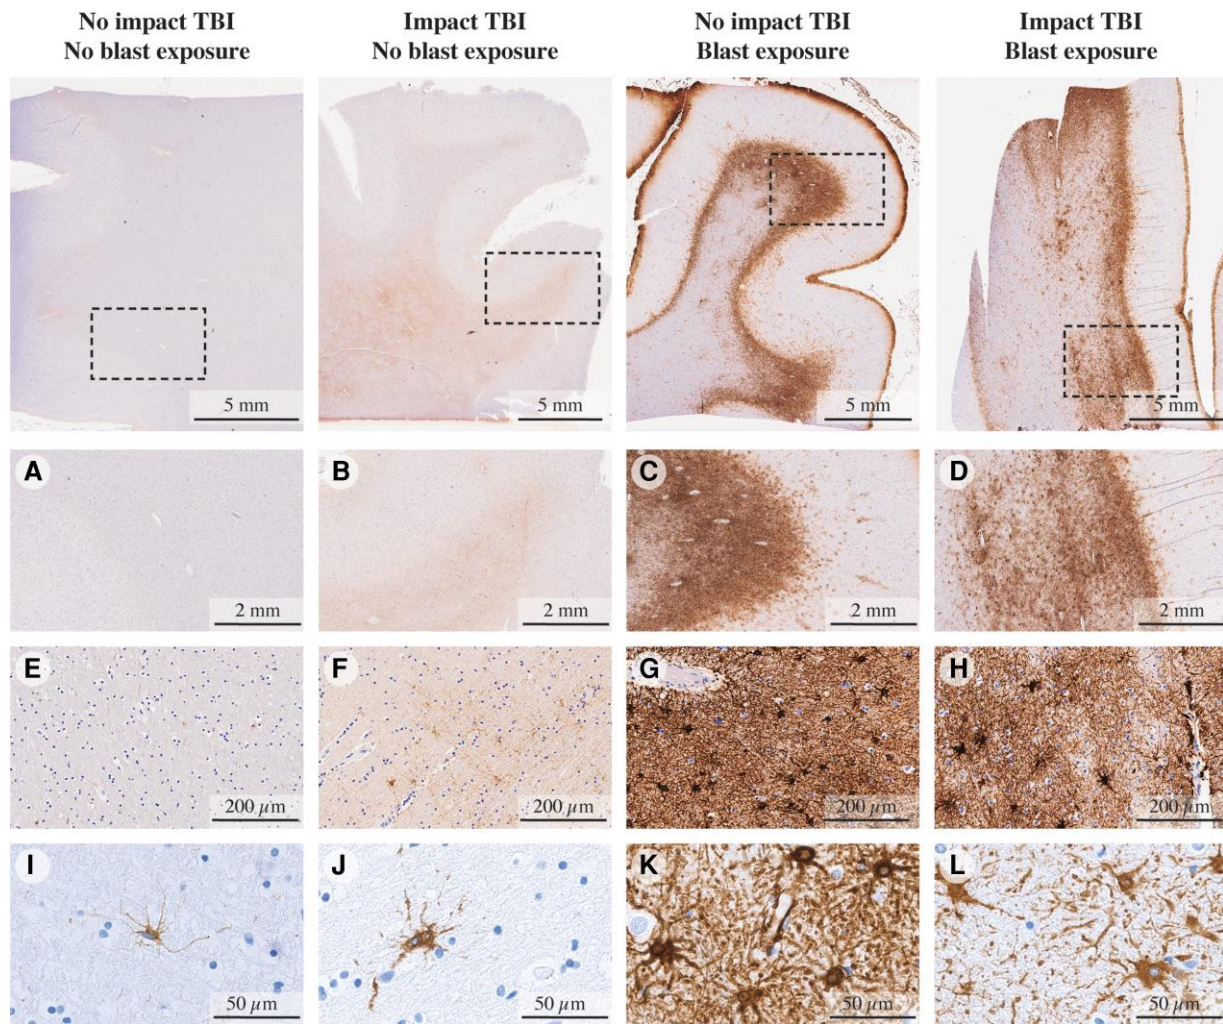 No impact TBI
No blast exposure
Impact TBI
No blast exposure
No impact TBI
Blast exposure
Impact TBI
Blast exposure
5 mm
5 mm
5 mm
5 mm
A
B
C
D
2 mm
2 mm
2 mm
2 mm
E
F
G
H
200 μm
200 μm
200 μm
200 μm
I
J
K
L
50 μm
50 μm
50 μm
50 μm